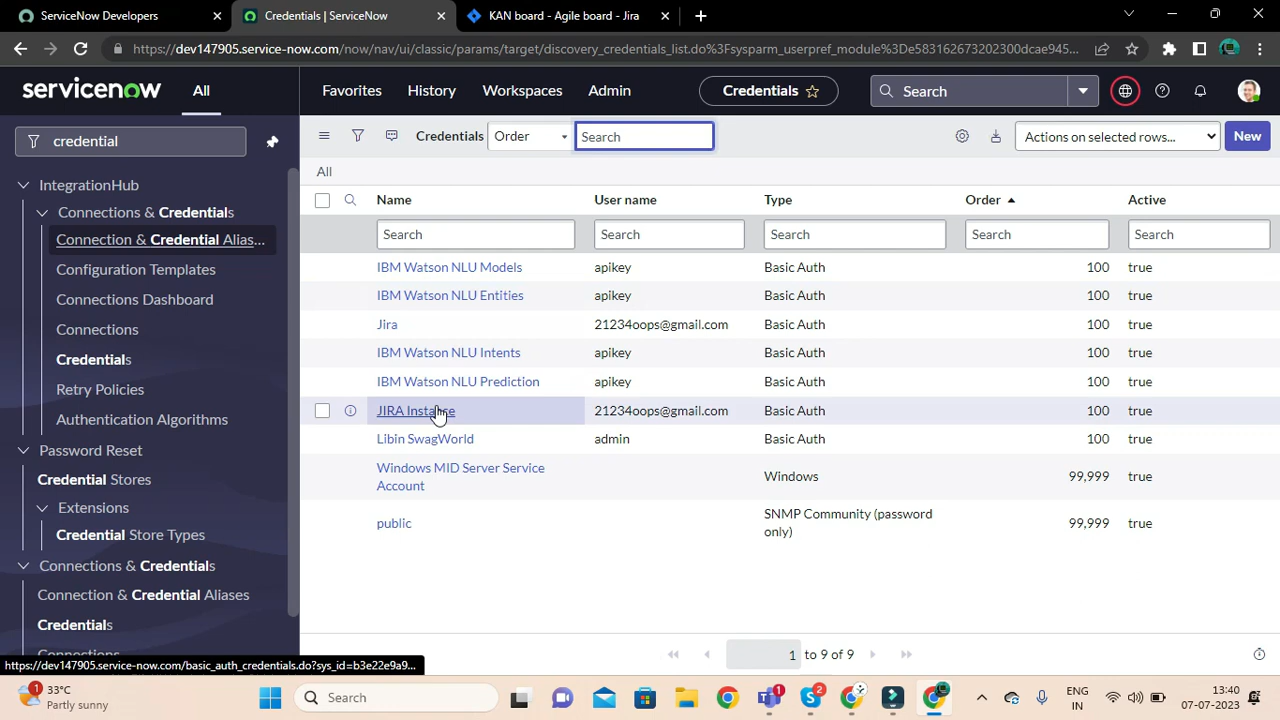 ServiceNow Developers
Credentials | ServiceNow
KAN board - Agile board - Jira
https://dev147905.service-now.com/now/nav/ui/classic/params/target/discovery_credentials_list.do%3Fsysparm_userpref_module%3De583162673202300dcae945...
servicenow
All
Favorites
History
Workspaces
Admin
Credentials
Search
credential
Credentials
Order
Search
Actions on selected rows...
New
All
IntegrationHub
Connections & Credentials
Connection & Credential Alias...
Configuration Templates
Connections Dashboard
Connections
Credentials
Retry Policies
Authentication Algorithms
Password Reset
Credential Stores
Extensions
Credential Store Types
Connections & Credentials
Connection & Credential Aliases
Credentials
Connections
Name User name Type Order Active
Search Search Search Search Search
IBM Watson NLU Models apikey Basic Auth 100 true
IBM Watson NLU Entities apikey Basic Auth 100 true
Jira 21234oops@gmail.com Basic Auth 100 true
IBM Watson NLU Intents apikey Basic Auth 100 true
IBM Watson NLU Prediction apikey Basic Auth 100 true
JIRA Instance 21234oops@gmail.com Basic Auth 100 true
Libin SwagWorld admin Basic Auth 100 true
Windows MID Server Service
Account Windows 99,999 true
public SNMP Community (password
only) 99,999 true
1 to 9 of 9
https://dev147905.service-now.com/basic_auth_credentials.do?sys_id=b3e22e9a9...
1
33°C
Partly sunny
Search
1
2
ENG
IN
13:40
07-07-2023